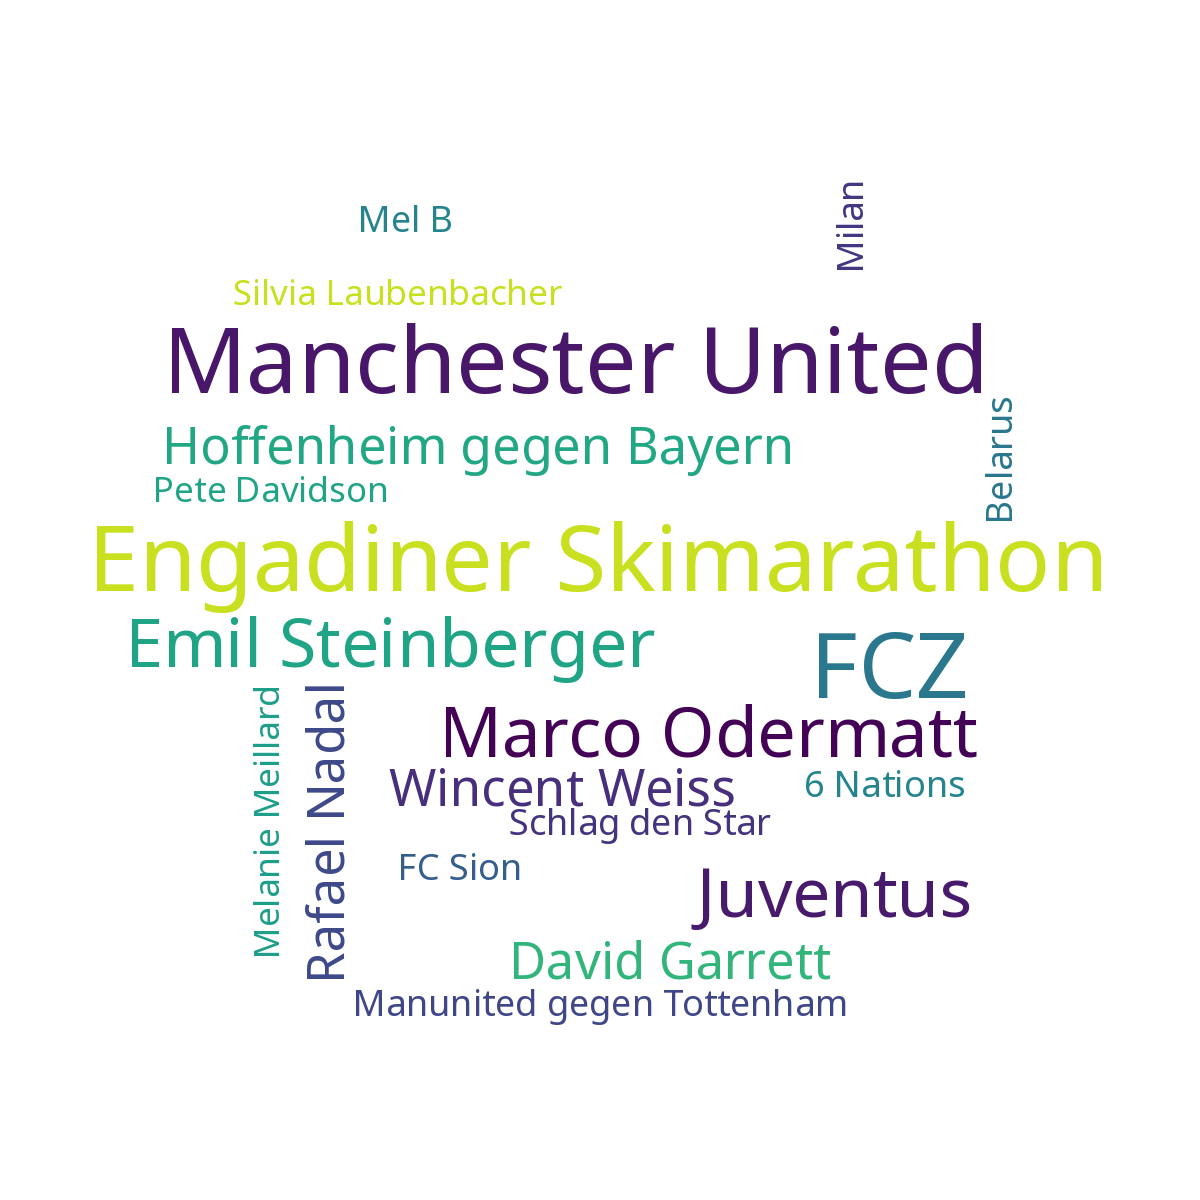 Mel B
Milan
Silvia Laubenbacher
Manchester United
Hoffenheim gegen Bayern
Belarus
Pete Davidson
Engadiner Skimarathon
Emil Steinberger
FCZ
Melanie Meillard
Rafael Nadal
Marco Odermatt
Wincent Weiss
6 Nations
Schlag den Star
FC Sion
Juventus
David Garrett
Manunited gegen Tottenham